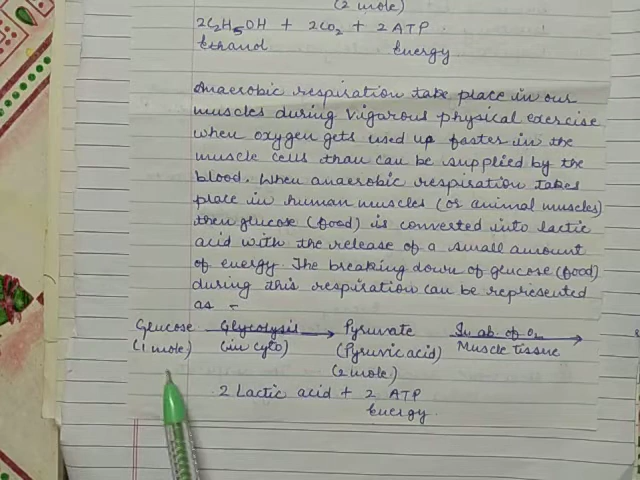 (2 mole)
2C₂H₅OH + 2CO₂ + 2 ATP
Ethanol Energy
Anaerobic respiration take place in our
muscles during vigarous physical exercise
when oxygen gets used up faster in the
muscle cells than can be supplied by the
blood. When anaerobic respiration takes
place in human muscles (or animal muscles)
then glucose (food) is converted into lactic
acid with the release of a small amount
of energy. The breaking down of glucose (food)
during this respiration can be represented
as -
Glucose Glycolysis → Pyruvate In ab. of O₂ →
(1 mole) (in cyto) (Pyruvic acid) Muscle tissue
(2 mole)
2 Lactic acid + 2 ATP
Energy